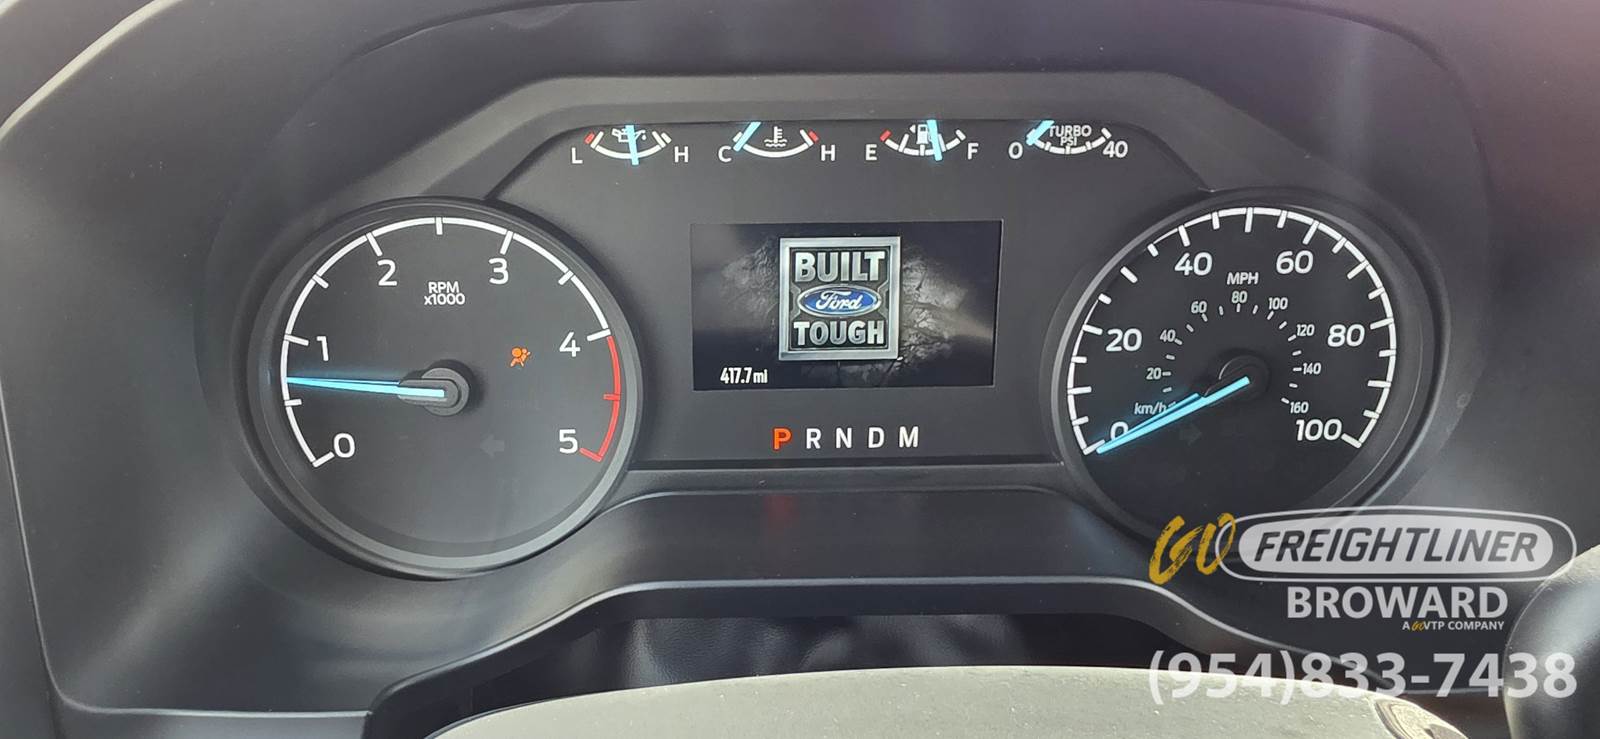 L H C H E F 0 TURBO PSI 40
BUILT
Ford
TOUGH
417.7 mi
P R N D M
0 1 2 3 4 5
RPM
x1000
0 20 40 60 80 100
MPH
20 40 60 80 100 120 140 160
km/h
GO FREIGHTLINER
BROWARD
A GO VTP COMPANY
(954)833-7438